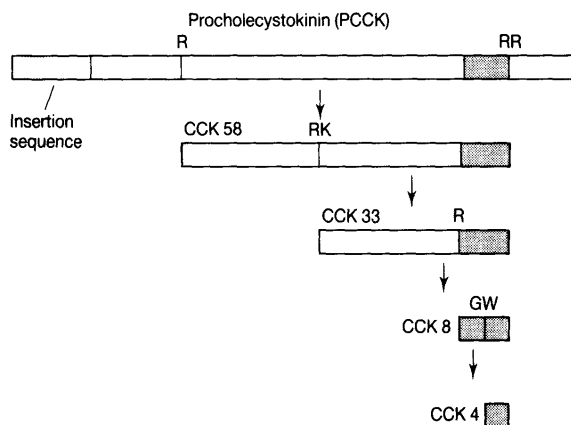 Procholecystokinin (PCCK)
R
RR
Insertion
sequence
CCK 58
RK
CCK 33
R
GW
CCK 8
CCK 4